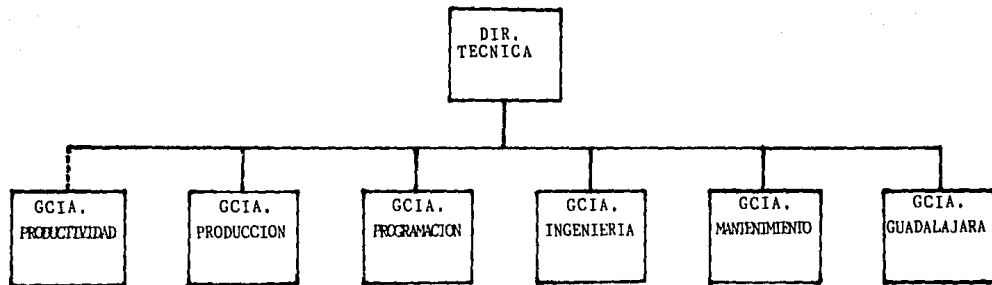 DIR.
TECNICA
GCIA.
PRODUCTIVIDAD
GCIA.
PRODUCCION
GCIA.
PROGRAMACION
GCIA.
INGENIERIA
GCIA.
MANTENIMIENTO
GCIA.
GUADALAJARA